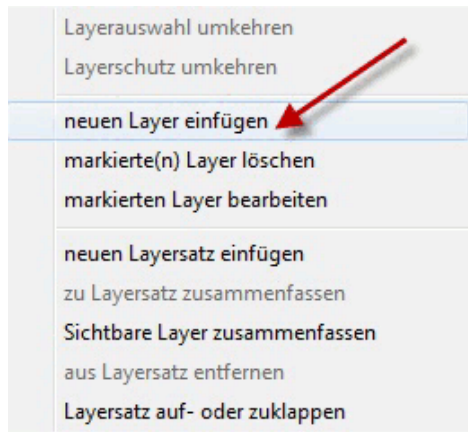 Layerauswahl umkehren
Layerschutz umkehren
neuen Layer einfügen
markierte(n) Layer löschen
markierten Layer bearbeiten
neuen Layersatz einfügen
zu Layersatz zusammenfassen
Sichtbare Layer zusammenfassen
aus Layersatz entfernen
Layersatz auf- oder zuklappen